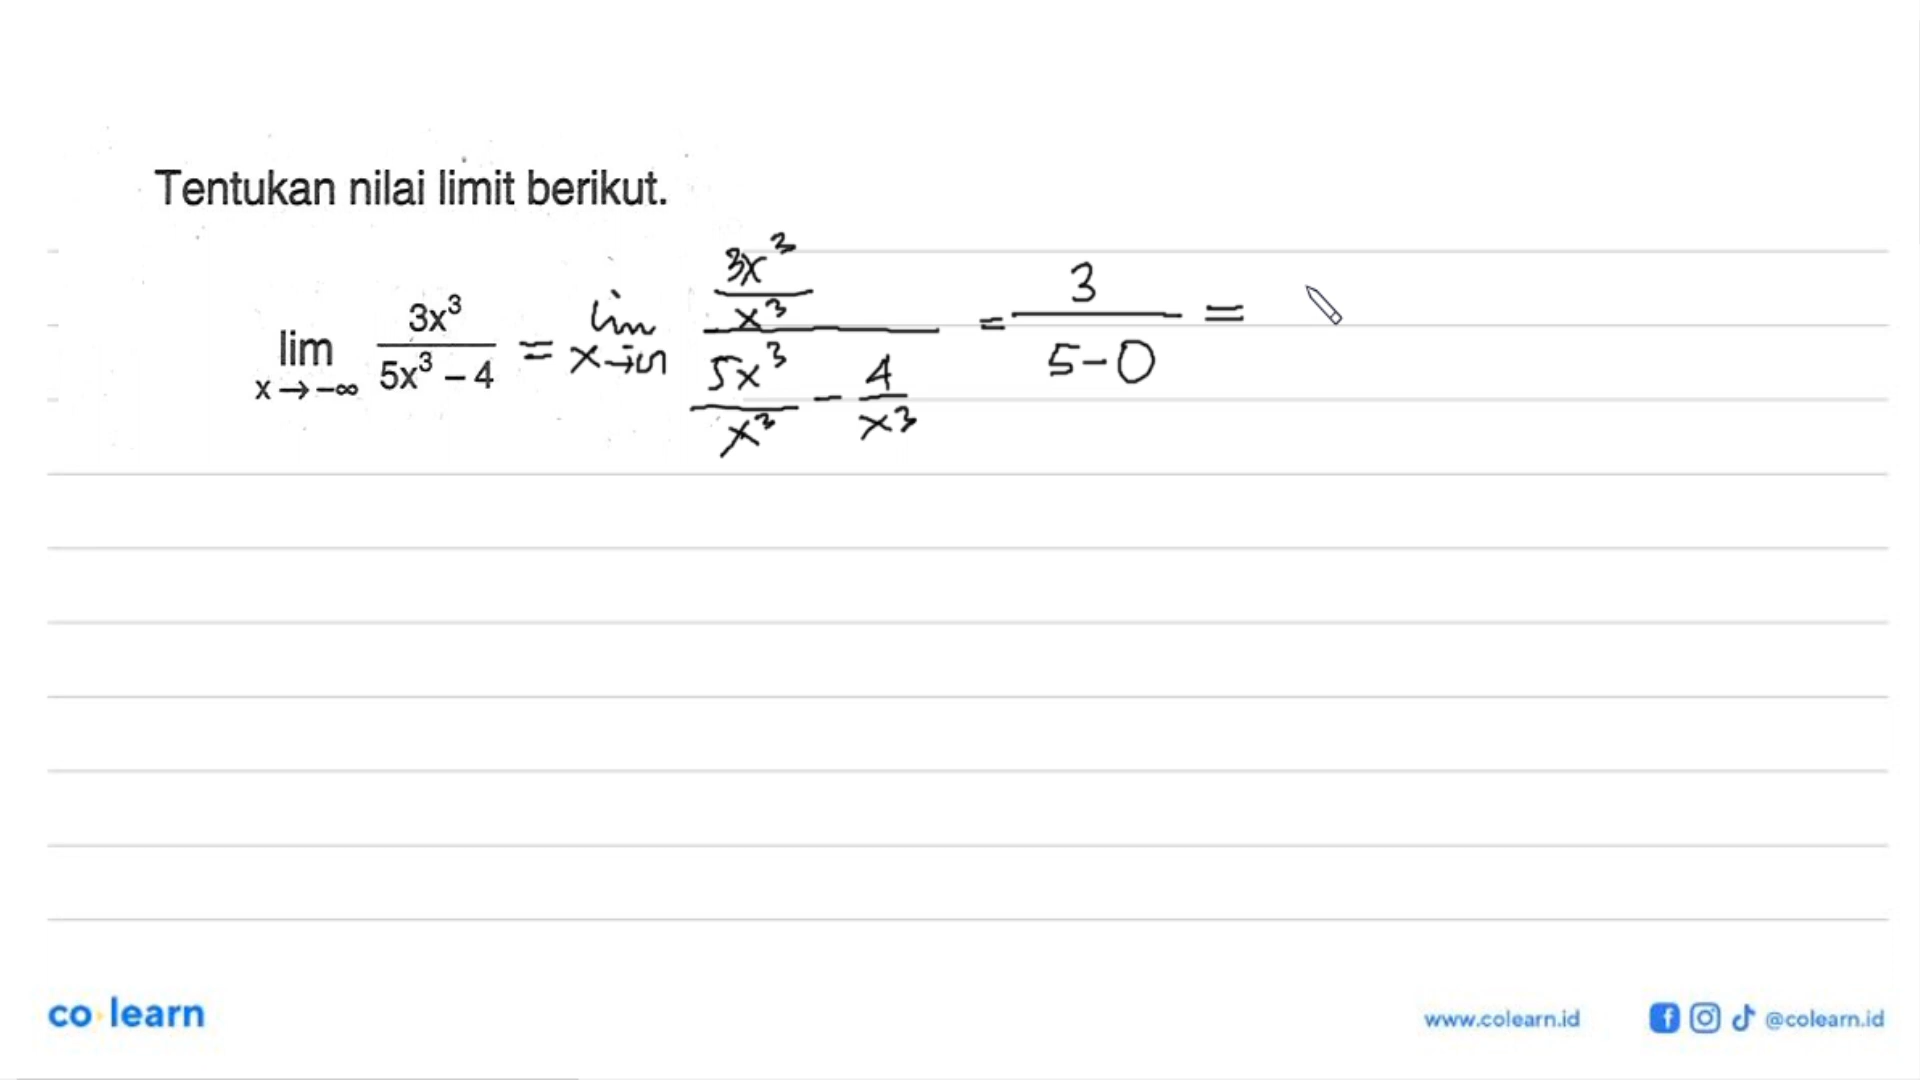 Tentukan nilai limit berikut.
lim x→-∞ 3x³/(5x³ - 4) = lim x→∞ (3x³/x³)/(5x³/x³ - 4/x³) = 3/(5-0) =
co learn
www.colearn.id
@colearn.id